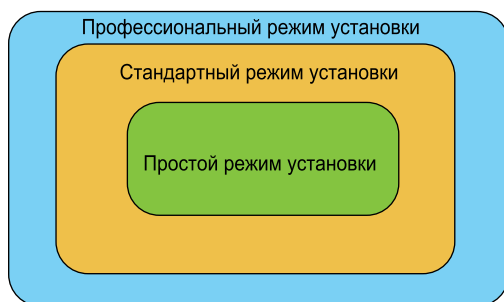 Профессиональный режим установки
Стандартный режим установки
Простой режим установки